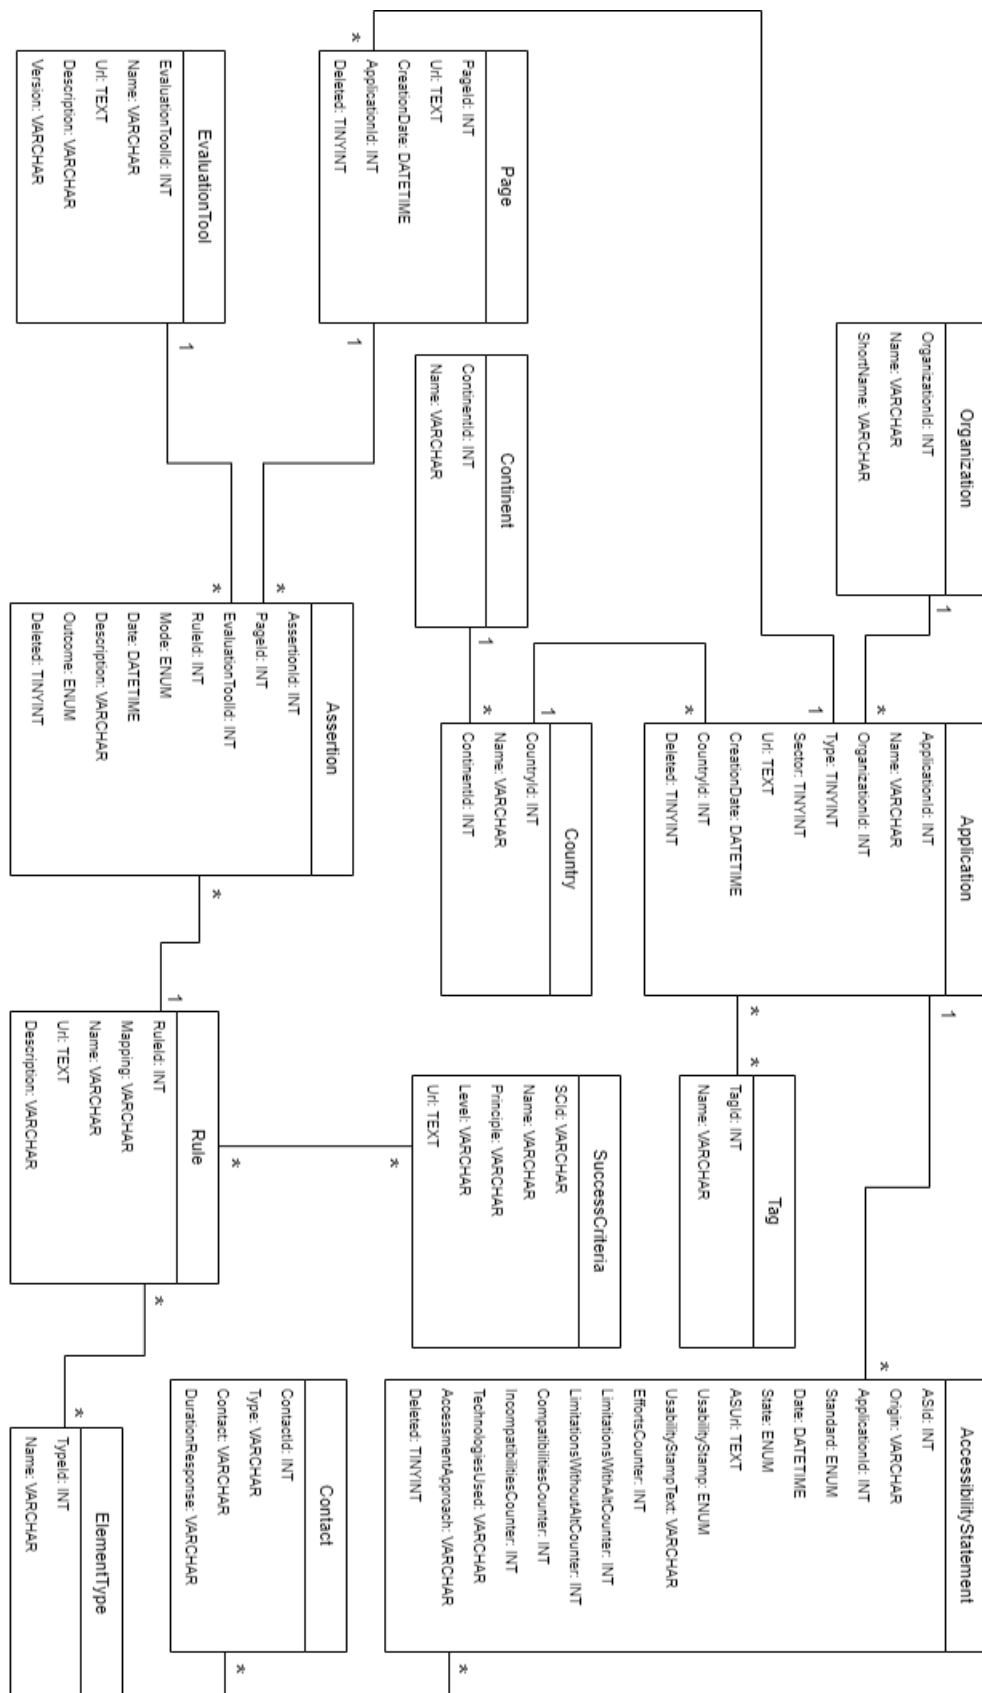 Organization
OrganizationId: INT
Name: VARCHAR
ShortName: VARCHAR
1
*
Application
ApplicationId: INT
Name: VARCHAR
OrganizationId: INT
Type: TINYINT
Sector: TINYINT
Url: TEXT
CreationDate: DATETIME
CountryId: INT
Deleted: TINYINT
1
*
1
*
*
Tag
TagId: INT
Name: VARCHAR
*
AccessibilityStatement
ASId: INT
Origin: VARCHAR
ApplicationId: INT
Standard: ENUM
Date: DATETIME
State: ENUM
ASUrl: TEXT
UsabilityStamp: ENUM
UsabilityStampText: VARCHAR
EffortsCounter: INT
LimitationsWithAltCounter: INT
LimitationsWithoutAltCounter: INT
CompatibilitiesCounter: INT
IncompatibilitiesCounter: INT
TechnologiesUsed: VARCHAR
AccessmentApproach: VARCHAR
Deleted: TINYINT
*
Page
PageId: INT
Url: TEXT
CreationDate: DATETIME
ApplicationId: INT
Deleted: TINYINT
*
1
Continent
ContinentId: INT
Name: VARCHAR
1
*
1
Country
CountryId: INT
Name: VARCHAR
ContinentId: INT
SuccessCriteria
SCId: VARCHAR
Name: VARCHAR
Principle: VARCHAR
Level: VARCHAR
Url: TEXT
*
Contact
ContactId: INT
Type: VARCHAR
Contact: VARCHAR
DurationResponse: VARCHAR
*
EvaluationTool
EvaluationToolId: INT
Name: VARCHAR
Url: TEXT
Description: VARCHAR
Version: VARCHAR
1
*
*
Assertion
AssertionId: INT
PageId: INT
EvaluationToolId: INT
RuleId: INT
Mode: ENUM
Date: DATETIME
Description: VARCHAR
Outcome: ENUM
Deleted: TINYINT
*
1
Rule
RuleId: INT
Mapping: VARCHAR
Name: VARCHAR
Url: TEXT
Description: VARCHAR
*
*
*
ElementType
TypeId: INT
Name: VARCHAR